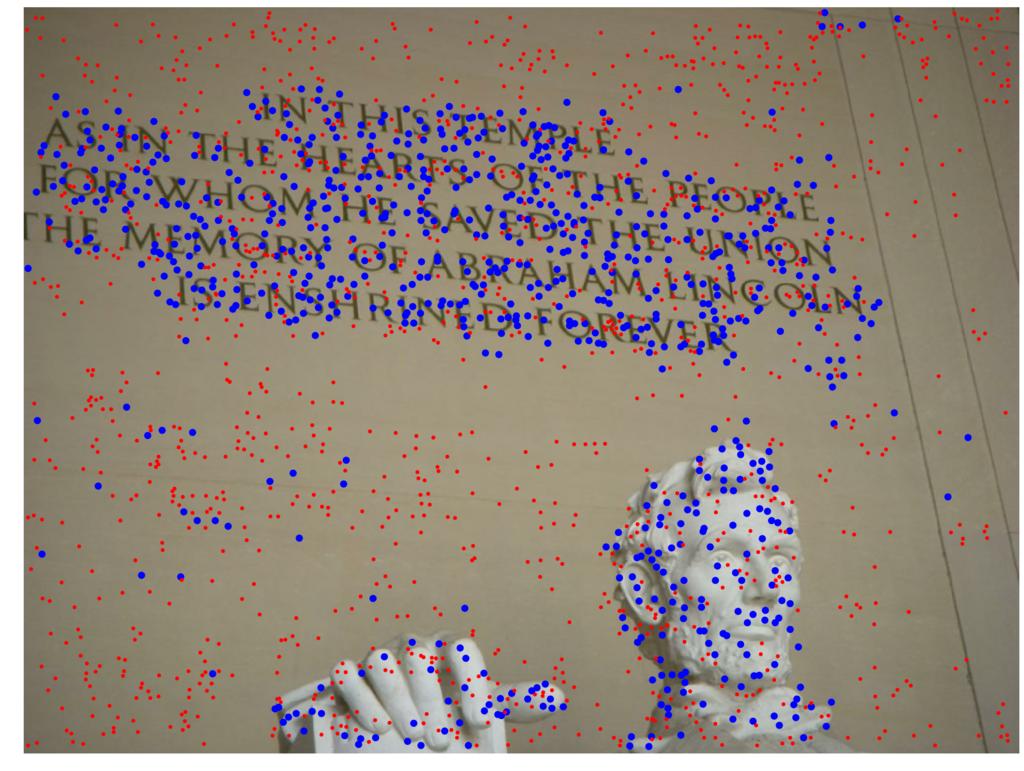 IN THIS TEMPLE
AS IN THE HEARTS OF THE PEOPLE
FOR WHOM HE SAVED THE UNION
THE MEMORY OF ABRAHAM LINCOLN
IS ENSHRINED FOREVER